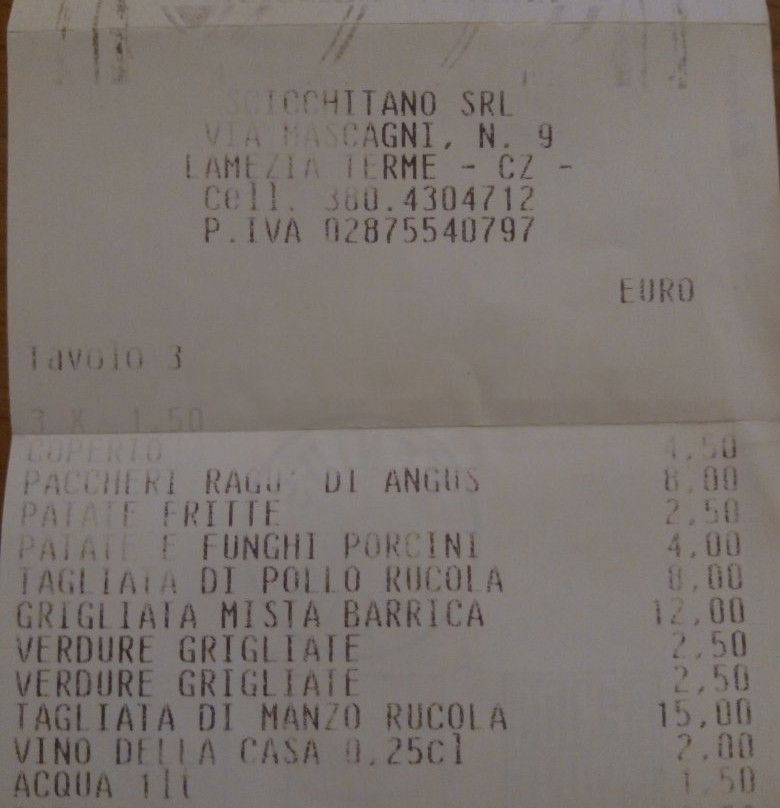 SCICCHITANO SRL
VIA MASCAGNI, N. 9
LAMEZIA TERME - CZ -
Cell. 380.4304712
P.IVA 02875540797
EURO
Tavolo 3
3 X 1,50
COPERTO 4,50
PACCHERI RAGU' DI ANGUS 8,00
PATATE FRITTE 2,50
PATATE E FUNGHI PORCINI 4,00
TAGLIATA DI POLLO RUCOLA 8,00
GRIGLIATA MISTA BARRICA 12,00
VERDURE GRIGLIATE 2,50
VERDURE GRIGLIATE 2,50
TAGLIATA DI MANZO RUCOLA 15,00
VINO DELLA CASA 0.25cl 2,00
ACQUA 1lt 1,50